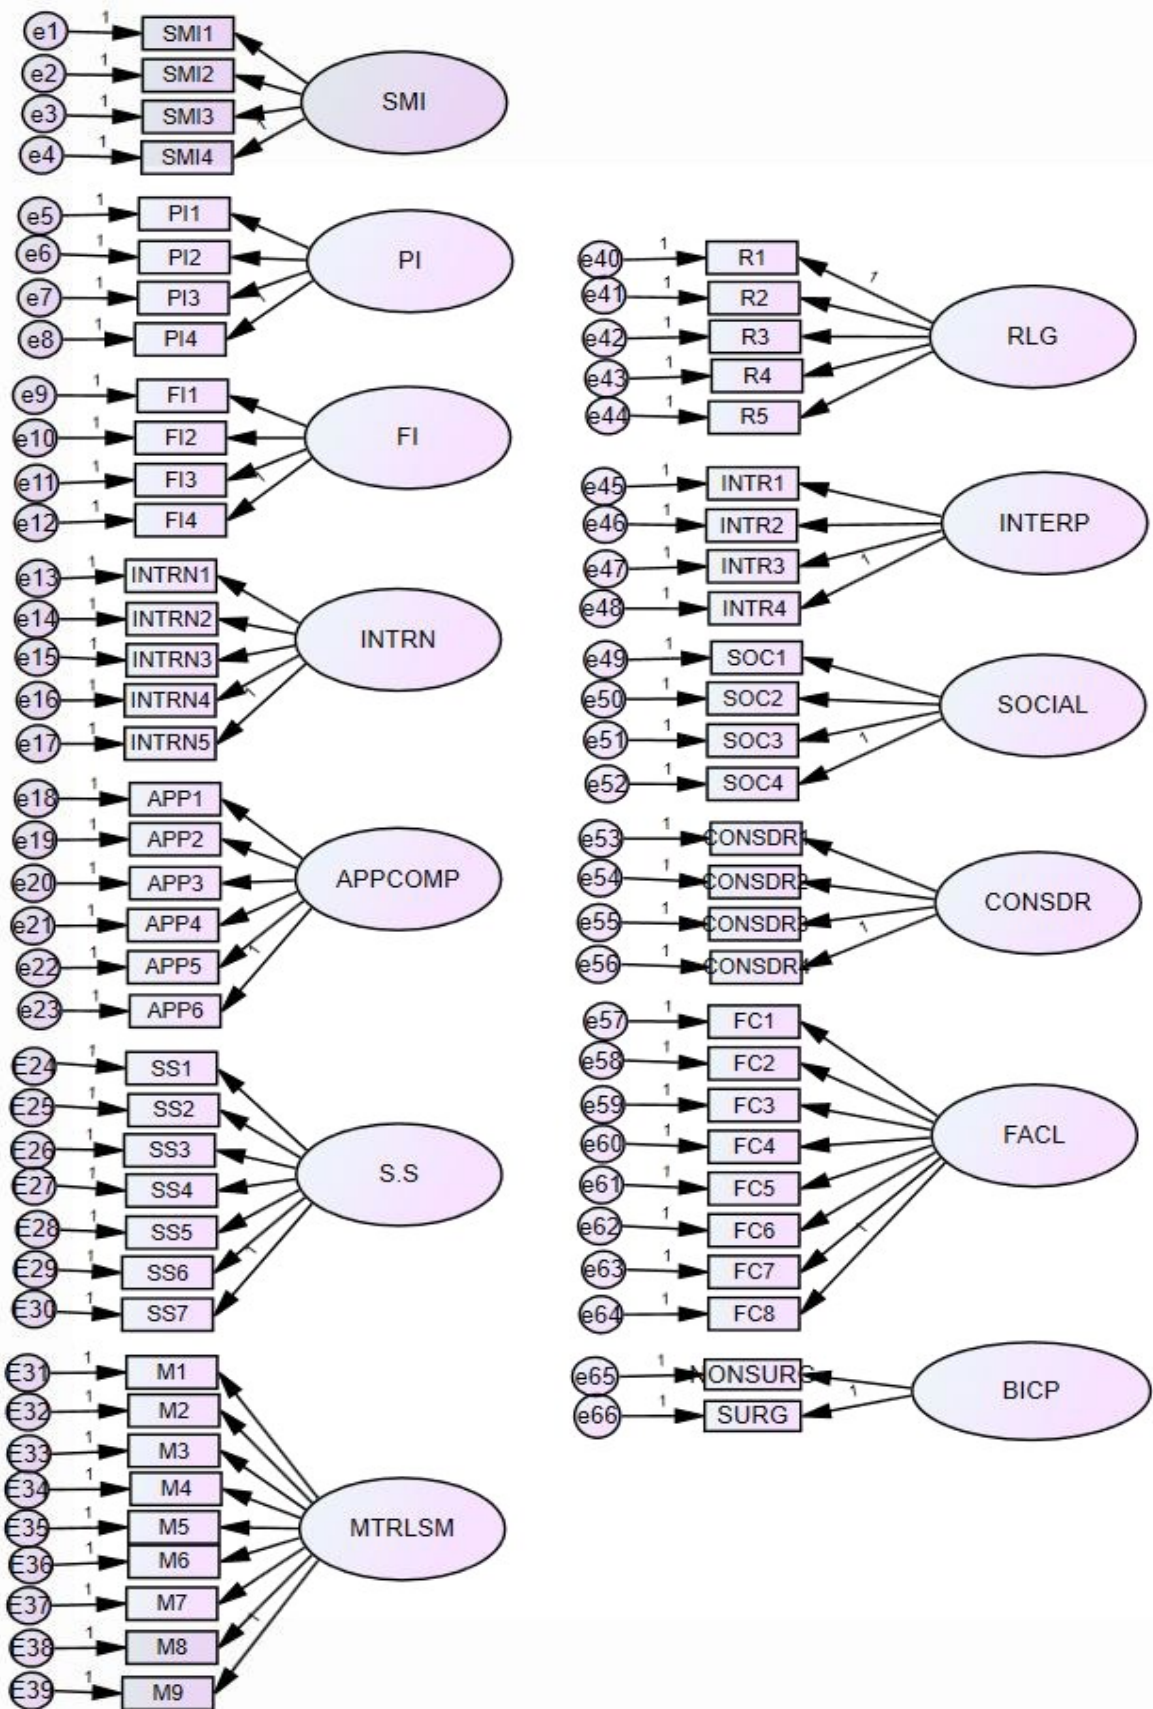 e1 1 SMI1
e2 1 SMI2
SMI
e3 1 SMI3
1
e4 1 SMI4
e5 1 PI1
e6 1 PI2
PI
e7 1 PI3
1
e8 1 PI4
e9 1 FI1
e10 1 FI2
FI
e11 1 FI3
1
e12 1 FI4
e13 1 INTRN1
e14 1 INTRN2
INTRN
e15 1 INTRN3
e16 1 INTRN4
1
e17 1 INTRN5
e18 1 APP1
e19 1 APP2
APPCOMP
e20 1 APP3
e21 1 APP4
1
e22 1 APP5
e23 1 APP6
E24 1 SS1
E25 1 SS2
E26 1 SS3
S.S
E27 1 SS4
E28 1 SS5
1
E29 1 SS6
E30 1 SS7
E31 1 M1
E32 1 M2
E33 1 M3
E34 1 M4
E35 1 M5
MTRLSM
E36 1 M6
E37 1 M7
1
E38 1 M8
E39 1 M9
e40 1 R1
1
e41 1 R2
e42 1 R3
RLG
e43 1 R4
e44 1 R5
e45 1 INTR1
e46 1 INTR2
INTERP
e47 1 INTR3
1
e48 1 INTR4
e49 1 SOC1
e50 1 SOC2
SOCIAL
e51 1 SOC3
1
e52 1 SOC4
e53 1 CONSDR1
e54 1 CONSDR2
CONSDR
e55 1 CONSDR3
1
e56 1 CONSDR4
e57 1 FC1
e58 1 FC2
e59 1 FC3
e60 1 FC4
FACL
e61 1 FC5
e62 1 FC6
1
e63 1 FC7
e64 1 FC8
e65 1 NONSURG
BICP
1
e66 1 SURG